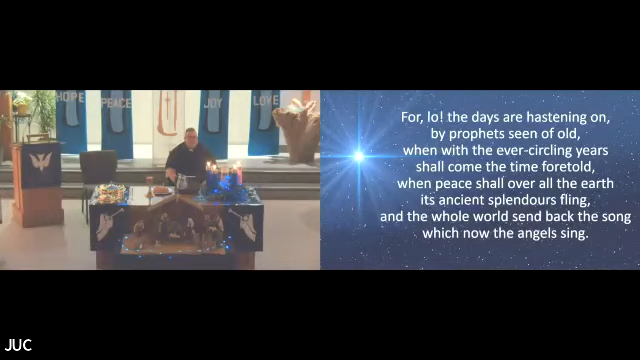 HOPE
PEACE
JOY
LOVE
For, lo! the days are hastening on,
by prophets seen of old,
when with the ever-circling years
shall come the time foretold,
when peace shall over all the earth
its ancient splendours fling,
and the whole world send back the song
which now the angels sing.
JUC